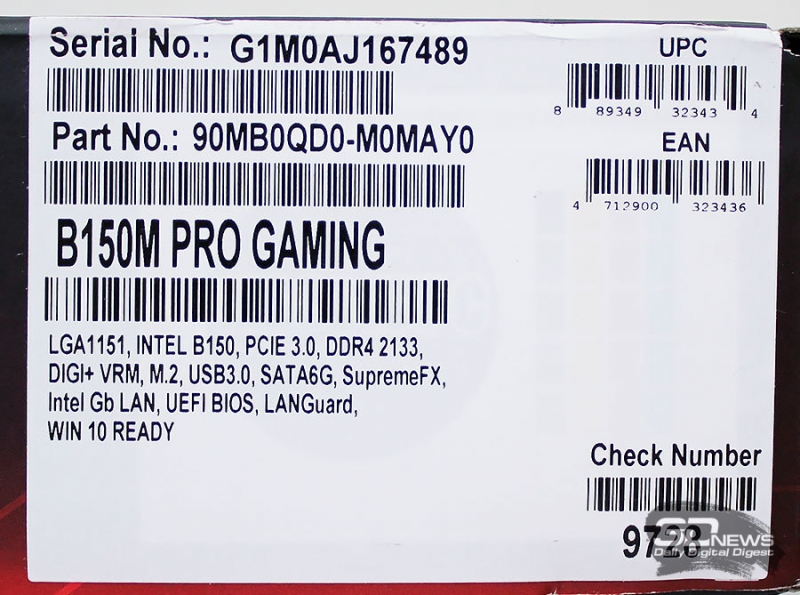 Serial No.: G1M0AJ167489
UPC
8 89349 32343 4
Part No.: 90MB0QD0-M0MAY0
EAN
4 712900 323436
B150M PRO GAMING
LGA1151, INTEL B150, PCIE 3.0, DDR4 2133,
DIGI+ VRM, M.2, USB3.0, SATA6G, SupremeFX,
Intel Gb LAN, UEFI BIOS, LANGuard,
WIN 10 READY
Check Number
NEWS
Daily Digital Digest